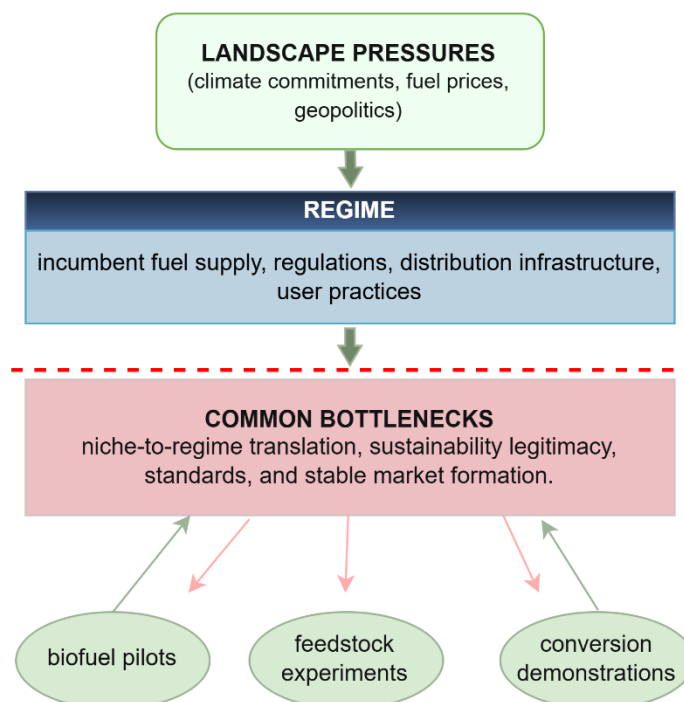 LANDSCAPE PRESSURES
(climate commitments, fuel prices,
geopolitics)
REGIME
incumbent fuel supply, regulations, distribution infrastructure,
user practices
COMMON BOTTLENECKS
niche-to-regime translation, sustainability legitimacy,
standards, and stable market formation.
biofuel pilots
feedstock
experiments
conversion
demonstrations